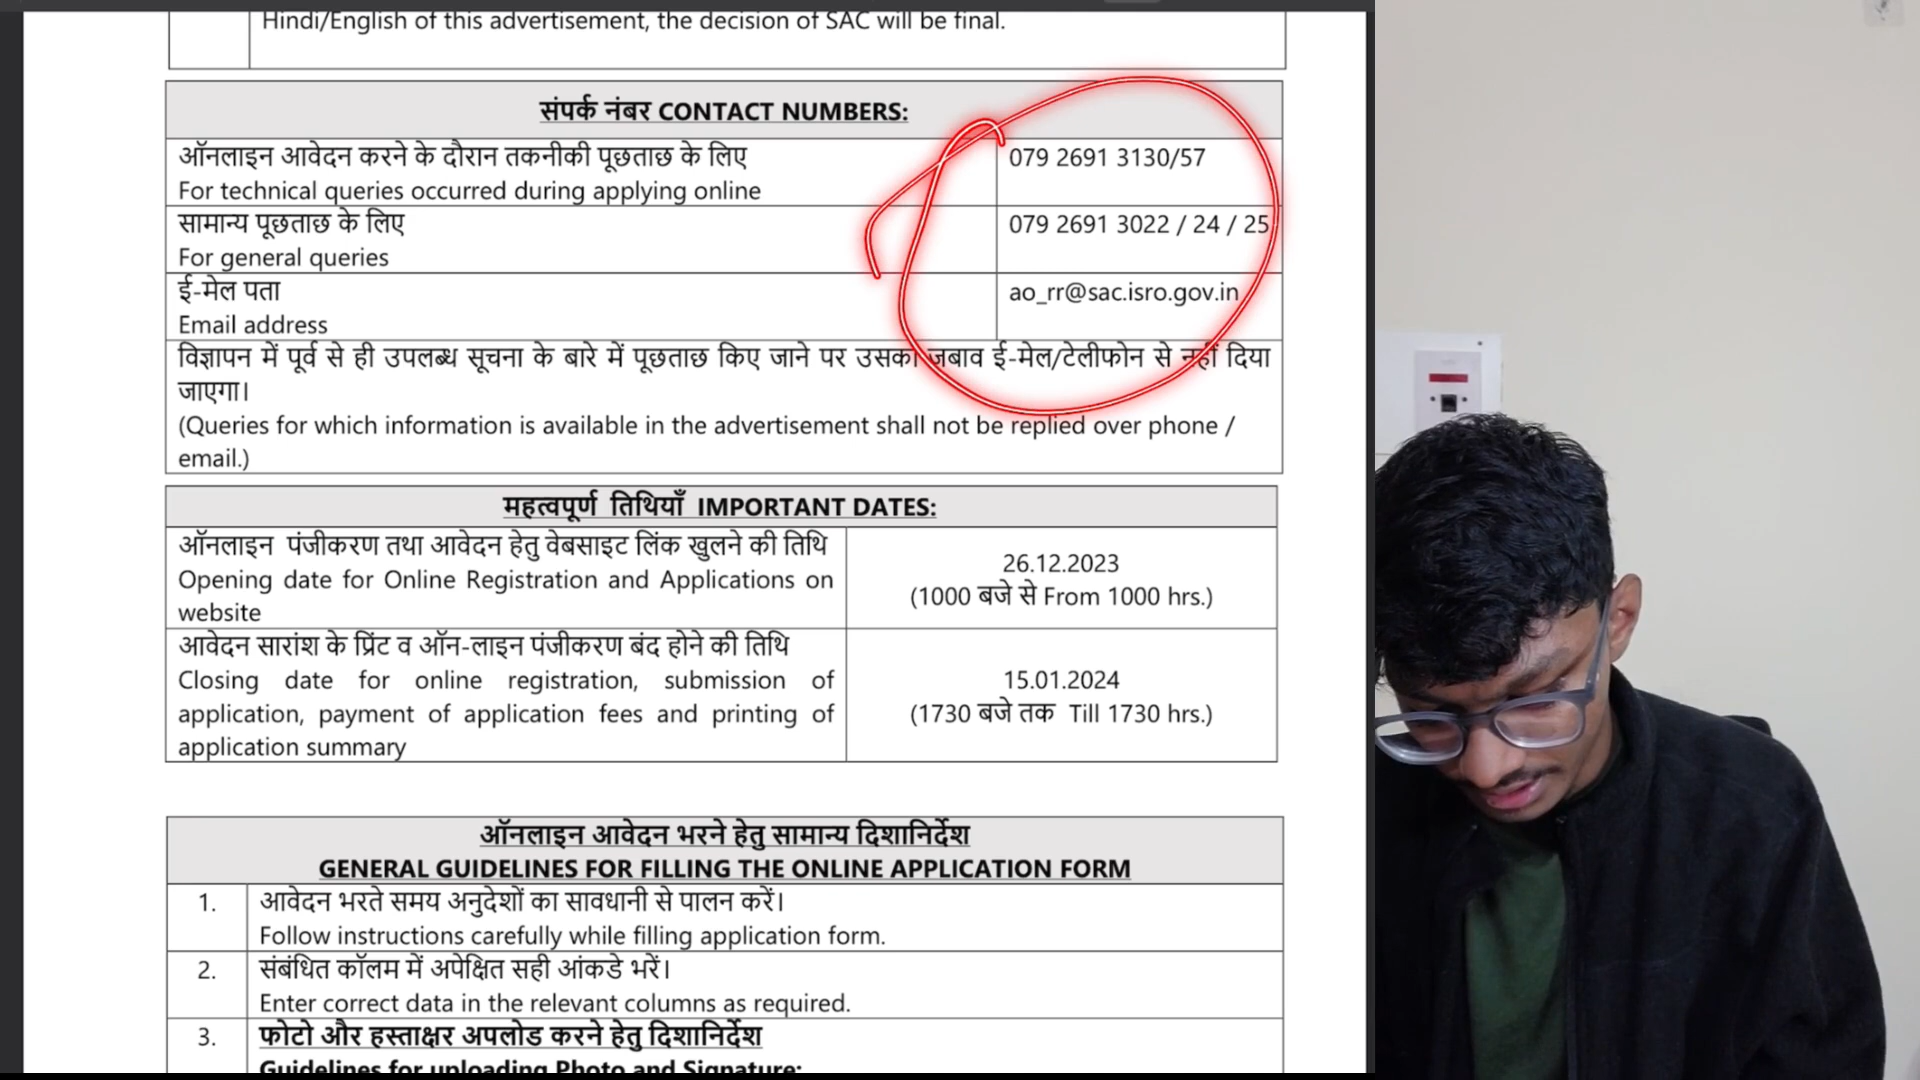 Hindi/English of this advertisement, the decision of SAC will be final.
संपर्क नंबर CONTACT NUMBERS:
ऑनलाइन आवेदन करने के दौरान तकनीकी पूछताछ के लिए
For technical queries occurred during applying online
079 2691 3130/57
सामान्य पूछताछ के लिए
For general queries
079 2691 3022 / 24 / 25
ई-मेल पता
Email address
ao_rr@sac.isro.gov.in
विज्ञापन में पूर्व से ही उपलब्ध सूचना के बारे में पूछताछ किए जाने पर उसका जबाव ई-मेल/टेलीफोन से नहीं दिया
जाएगा।
(Queries for which information is available in the advertisement shall not be replied over phone /
email.)
महत्वपूर्ण तिथियाँ IMPORTANT DATES:
ऑनलाइन पंजीकरण तथा आवेदन हेतु वेबसाइट लिंक खुलने की तिथि
Opening date for Online Registration and Applications on
website
26.12.2023
(1000 बजे से From 1000 hrs.)
आवेदन सारांश के प्रिंट व ऑन-लाइन पंजीकरण बंद होने की तिथि
Closing date for online registration, submission of
application, payment of application fees and printing of
application summary
15.01.2024
(1730 बजे तक Till 1730 hrs.)
ऑनलाइन आवेदन भरने हेतु सामान्य दिशानिर्देश
GENERAL GUIDELINES FOR FILLING THE ONLINE APPLICATION FORM
1. आवेदन भरते समय अनुदेशों का सावधानी से पालन करें।
Follow instructions carefully while filling application form.
2. संबंधित कॉलम में अपेक्षित सही आंकडे भरें।
Enter correct data in the relevant columns as required.
3. फोटो और हस्ताक्षर अपलोड करने हेतु दिशानिर्देश
Guidelines for uploading Photo and Signature: